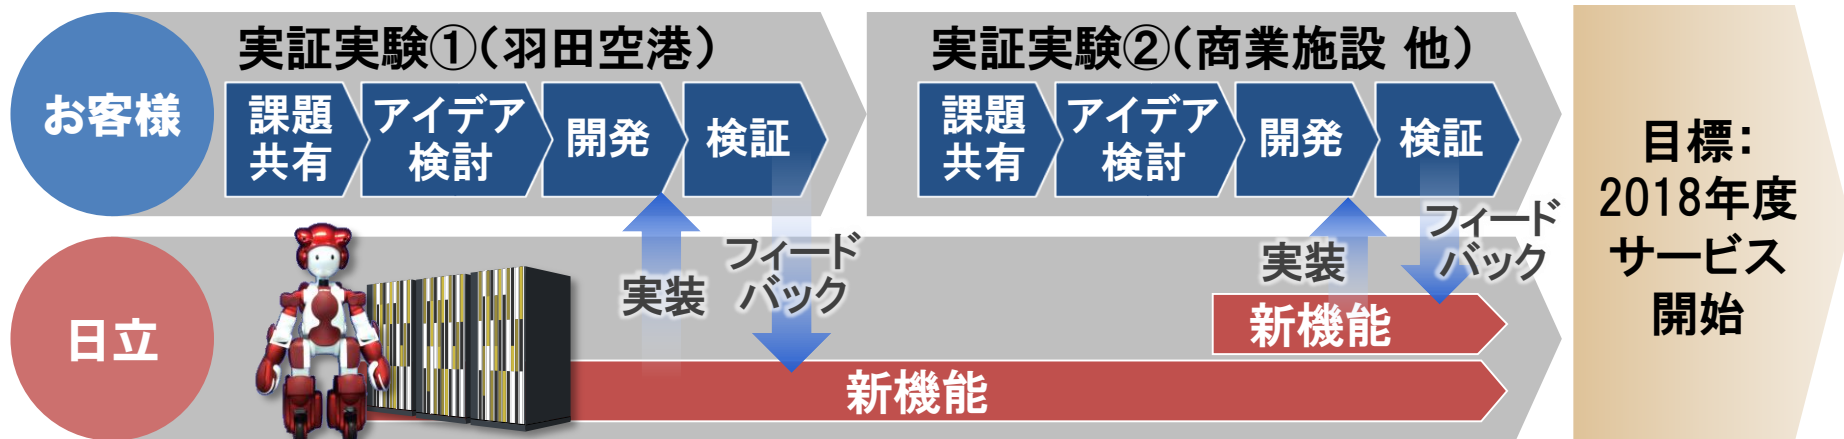 お客様
実証実験①(羽田空港)
課題
共有
アイデア
検討
開発
検証
実証実験②(商業施設 他)
課題
共有
アイデア
検討
開発
検証
実装
フィード
バック
実装
フィード
バック
日立
新機能
新機能
目標:
2018年度
サービス
開始